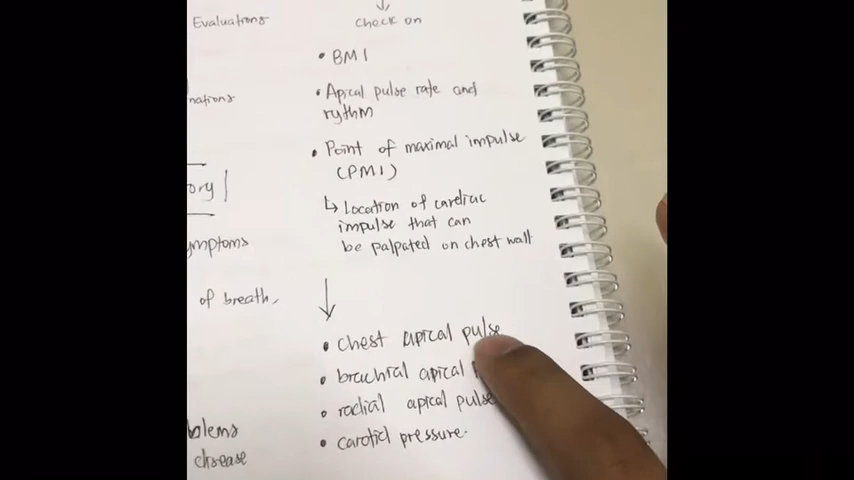 Evaluations
nations
ory
ymptoms
of breath,
blems
disease
Check on
• BMI
• Apical pulse rate and
rythm
• Point of maximal impulse
(PMI)
↳ Location of cardiac
impulse that can
be palpated on chest wall
↓
• chest apical pulse
• brachial apical
• radial apical pulse
• carotid pressure.